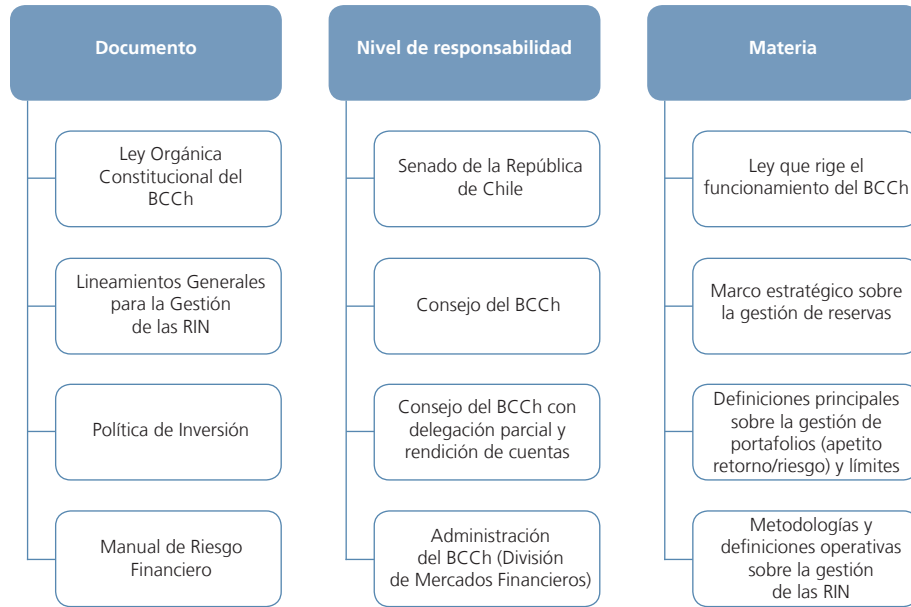 Documento
Ley Orgánica
Constitucional del
BCCh
Lineamientos Generales
para la Gestión
de las RIN
Política de Inversión
Manual de Riesgo
Financiero
Nivel de responsabilidad
Senado de la República
de Chile
Consejo del BCCh
Consejo del BCCh con
delegación parcial y
rendición de cuentas
Administración
del BCCh (División
de Mercados Financieros)
Materia
Ley que rige el
funcionamiento del BCCh
Marco estratégico sobre
la gestión de reservas
Definiciones principales
sobre la gestión de
portafolios (apetito
retorno/riesgo) y límites
Metodologías y
definiciones operativas
sobre la gestión
de las RIN